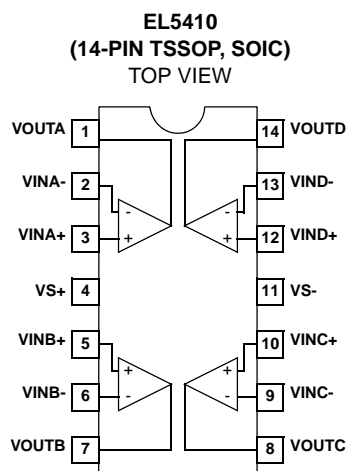 EL5410
(14-PIN TSSOP, SOIC)
TOP VIEW
VOUTA 1 14 VOUTD
VINA- 2 - - 13 VIND-
VINA+ 3 + + 12 VIND+
VS+ 4 11 VS-
VINB+ 5 + + 10 VINC+
VINB- 6 - - 9 VINC-
VOUTB 7 8 VOUTC